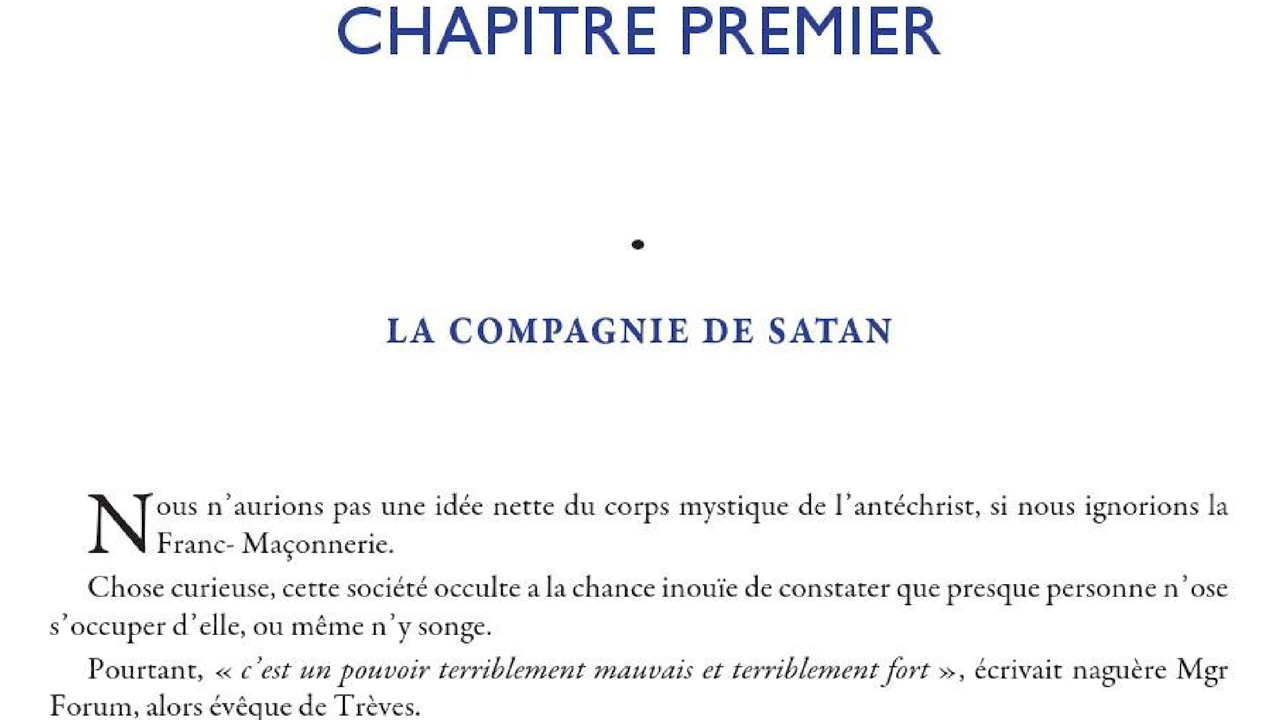 CHAPITRE PREMIER
•
LA COMPAGNIE DE SATAN
Nous n’aurions pas une idée nette du corps mystique de l’antéchrist, si nous ignorions la
Franc- Maçonnerie.
Chose curieuse, cette société occulte a la chance inouïe de constater que presque personne n’ose
s’occuper d’elle, ou même n’y songe.
Pourtant, « c’est un pouvoir terriblement mauvais et terriblement fort », écrivait naguère Mgr
Forum, alors évêque de Trèves.